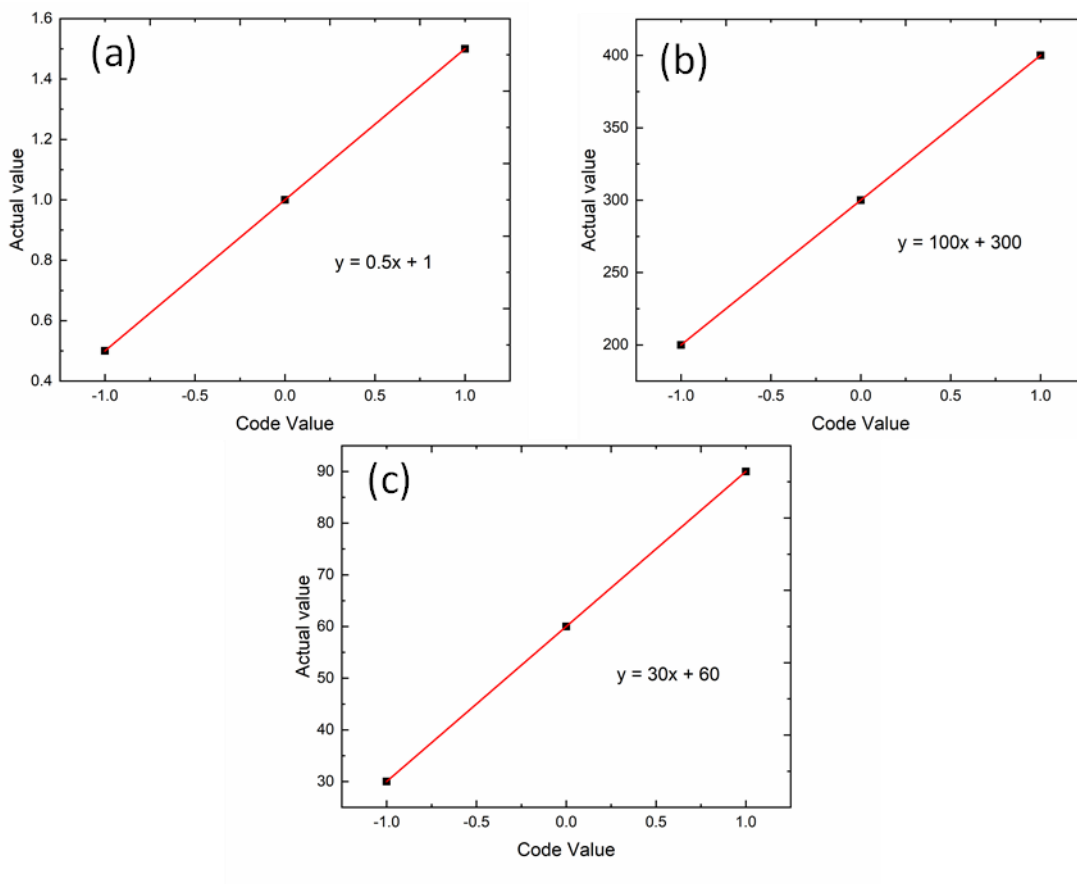 (a)
1.6
1.4
1.2
1.0
0.8
0.6
0.4
Actual value
y = 0.5x + 1
-1.0 -0.5 0.0 0.5 1.0
Code Value
(b)
400
350
300
250
200
Actual value
y = 100x + 300
-1.0 -0.5 0.0 0.5 1.0
Code Value
(c)
90
80
70
60
50
40
30
Actual value
y = 30x + 60
-1.0 -0.5 0.0 0.5 1.0
Code Value